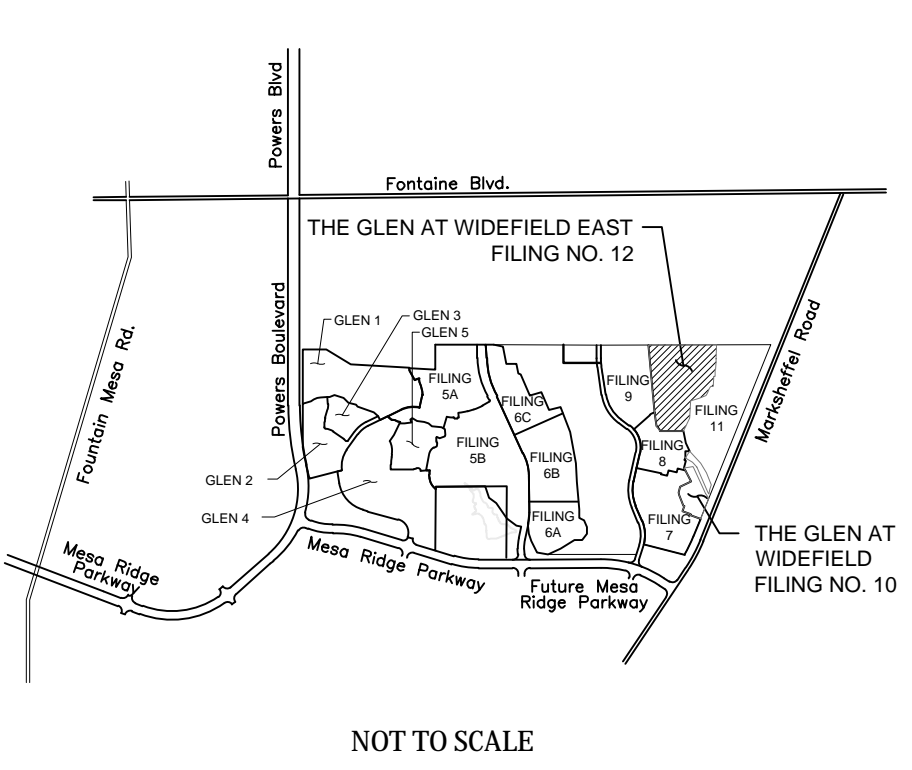 Powers Blvd
Fontaine Blvd.
THE GLEN AT WIDEFIELD EAST
FILING NO. 12
Powers Boulevard
Fountain Mesa Rd.
Marksheffel Road
GLEN 1
GLEN 3
GLEN 5
FILING
5A
FILING
9
FILING
6C
FILING
11
FILING
5B
FILING
8
FILING
6B
GLEN 2
GLEN 4
FILING
6A
FILING
7
THE GLEN AT
WIDEFIELD
FILING NO. 10
Mesa Ridge
Parkway
Mesa Ridge Parkway
Future Mesa
Ridge Parkway
NOT TO SCALE